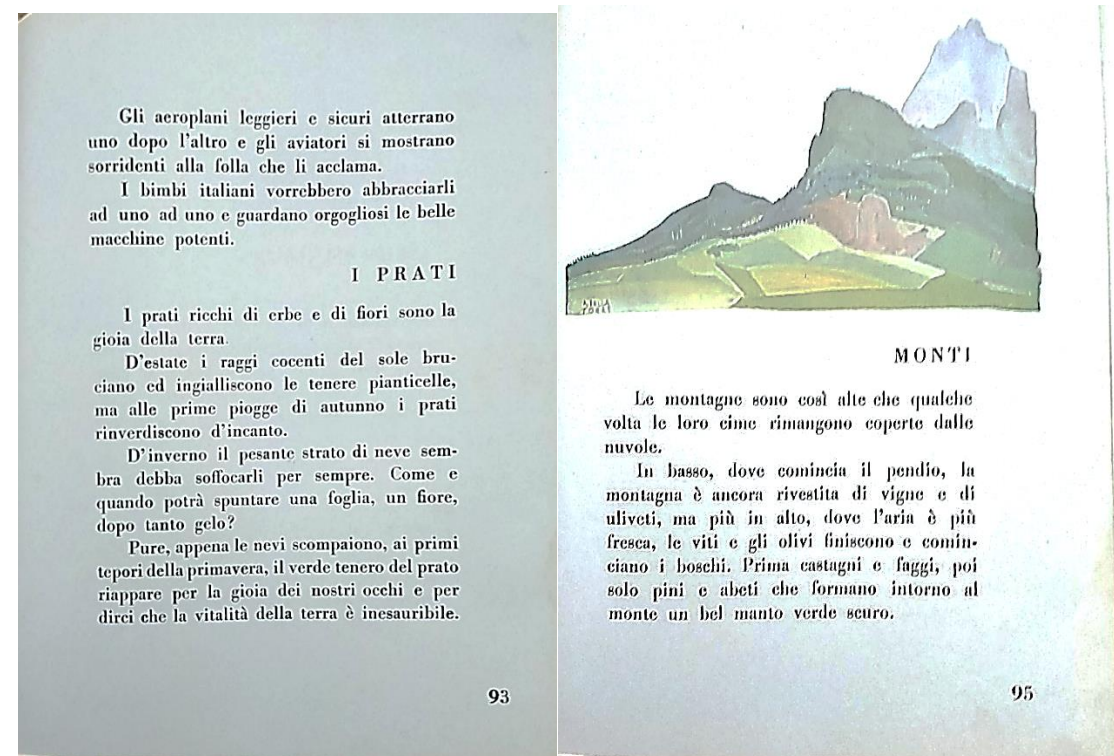 Gli aeroplani leggieri e sicuri atterrano
uno dopo l'altro e gli aviatori si mostrano
sorridenti alla folla che li acclama.
I bimbi italiani vorrebbero abbracciarli
ad uno ad uno e guardano orgogliosi le belle
macchine potenti.
I PRATI
I prati ricchi di erbe e di fiori sono la
gioia della terra.
D'estate i raggi cocenti del sole bru-
ciano ed ingialliscono le tenere pianticelle,
ma alle prime piogge di autunno i prati
rinverdiscono d'incanto.
D'inverno il pesante strato di neve sem-
bra debba soffocarli per sempre. Come e
quando potrà spuntare una foglia, un fiore,
dopo tanto gelo?
Pure, appena le nevi scompaiono, ai primi
tepori della primavera, il verde tenero del prato
riappare per la gioia dei nostri occhi e per
dirci che la vitalità della terra è inesauribile.
93
MONTI
Le montagne sono così alte che qualche
volta le loro cime rimangono coperte dalle
nuvole.
In basso, dove comincia il pendio, la
montagna è ancora rivestita di vigne e di
uliveti, ma più in alto, dove l'aria è più
fresca, le viti e gli olivi finiscono e comin-
ciano i boschi. Prima castagni e faggi, poi
solo pini e abeti che formano intorno al
monte un bel manto verde scuro.
95